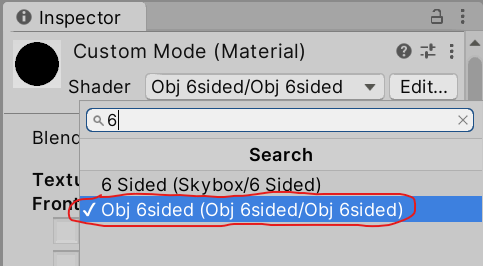 Inspector
Custom Mode (Material)
Shader Obj 6sided/Obj 6sided Edit...
6
Blend
Search
Textu
6 Sided (Skybox/6 Sided)
Front
Obj 6sided (Obj 6sided/Obj 6sided)